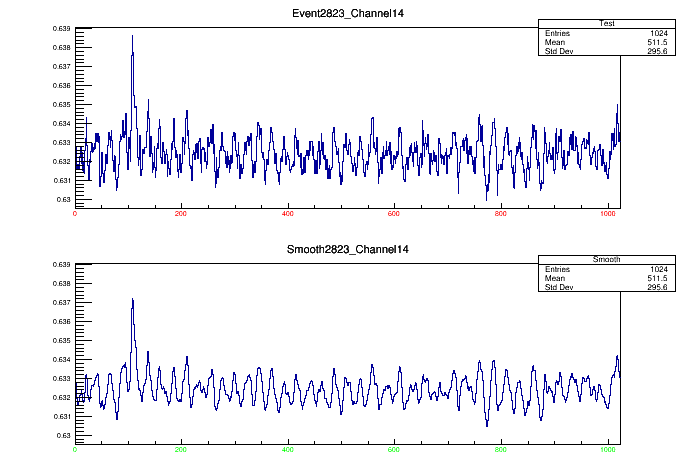 Event2823_Channel14
Test
Entries 1024
Mean 511.5
Std Dev 295.6
0.639
0.638
0.637
0.636
0.635
0.634
0.633
0.632
0.631
0.63
0 200 400 600 800 1000
Smooth2823_Channel14
Smooth
Entries 1024
Mean 511.5
Std Dev 295.6
0.639
0.638
0.637
0.636
0.635
0.634
0.633
0.632
0.631
0.63
0 200 400 600 800 1000